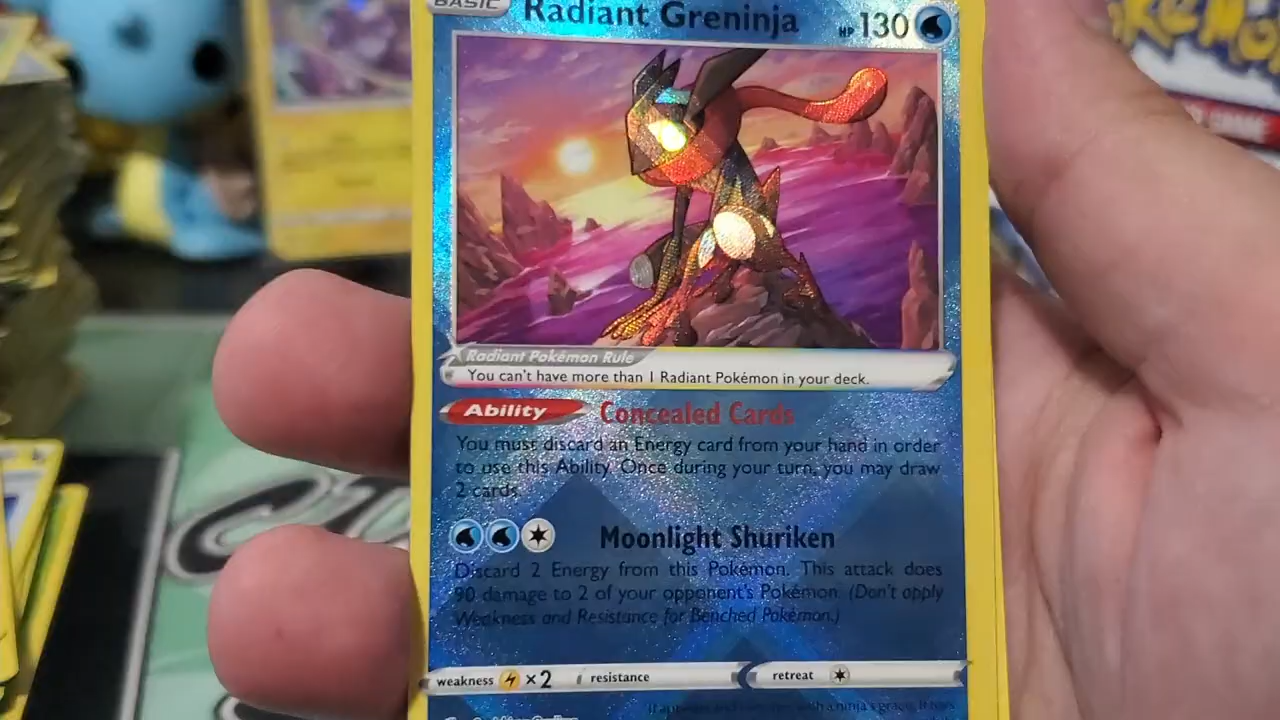 BASIC
Radiant Greninja
HP 130
Radiant Pokémon Rule
You can't have more than 1 Radiant Pokémon in your deck.
Ability Concealed Cards
You must discard an Energy card from your hand in order
to use this Ability. Once during your turn, you may draw
2 cards.
Moonlight Shuriken
Discard 2 Energy from this Pokémon. This attack does
90 damage to 2 of your opponent's Pokémon. (Don't apply
Weakness and Resistance for Benched Pokémon.)
weakness ×2 resistance retreat